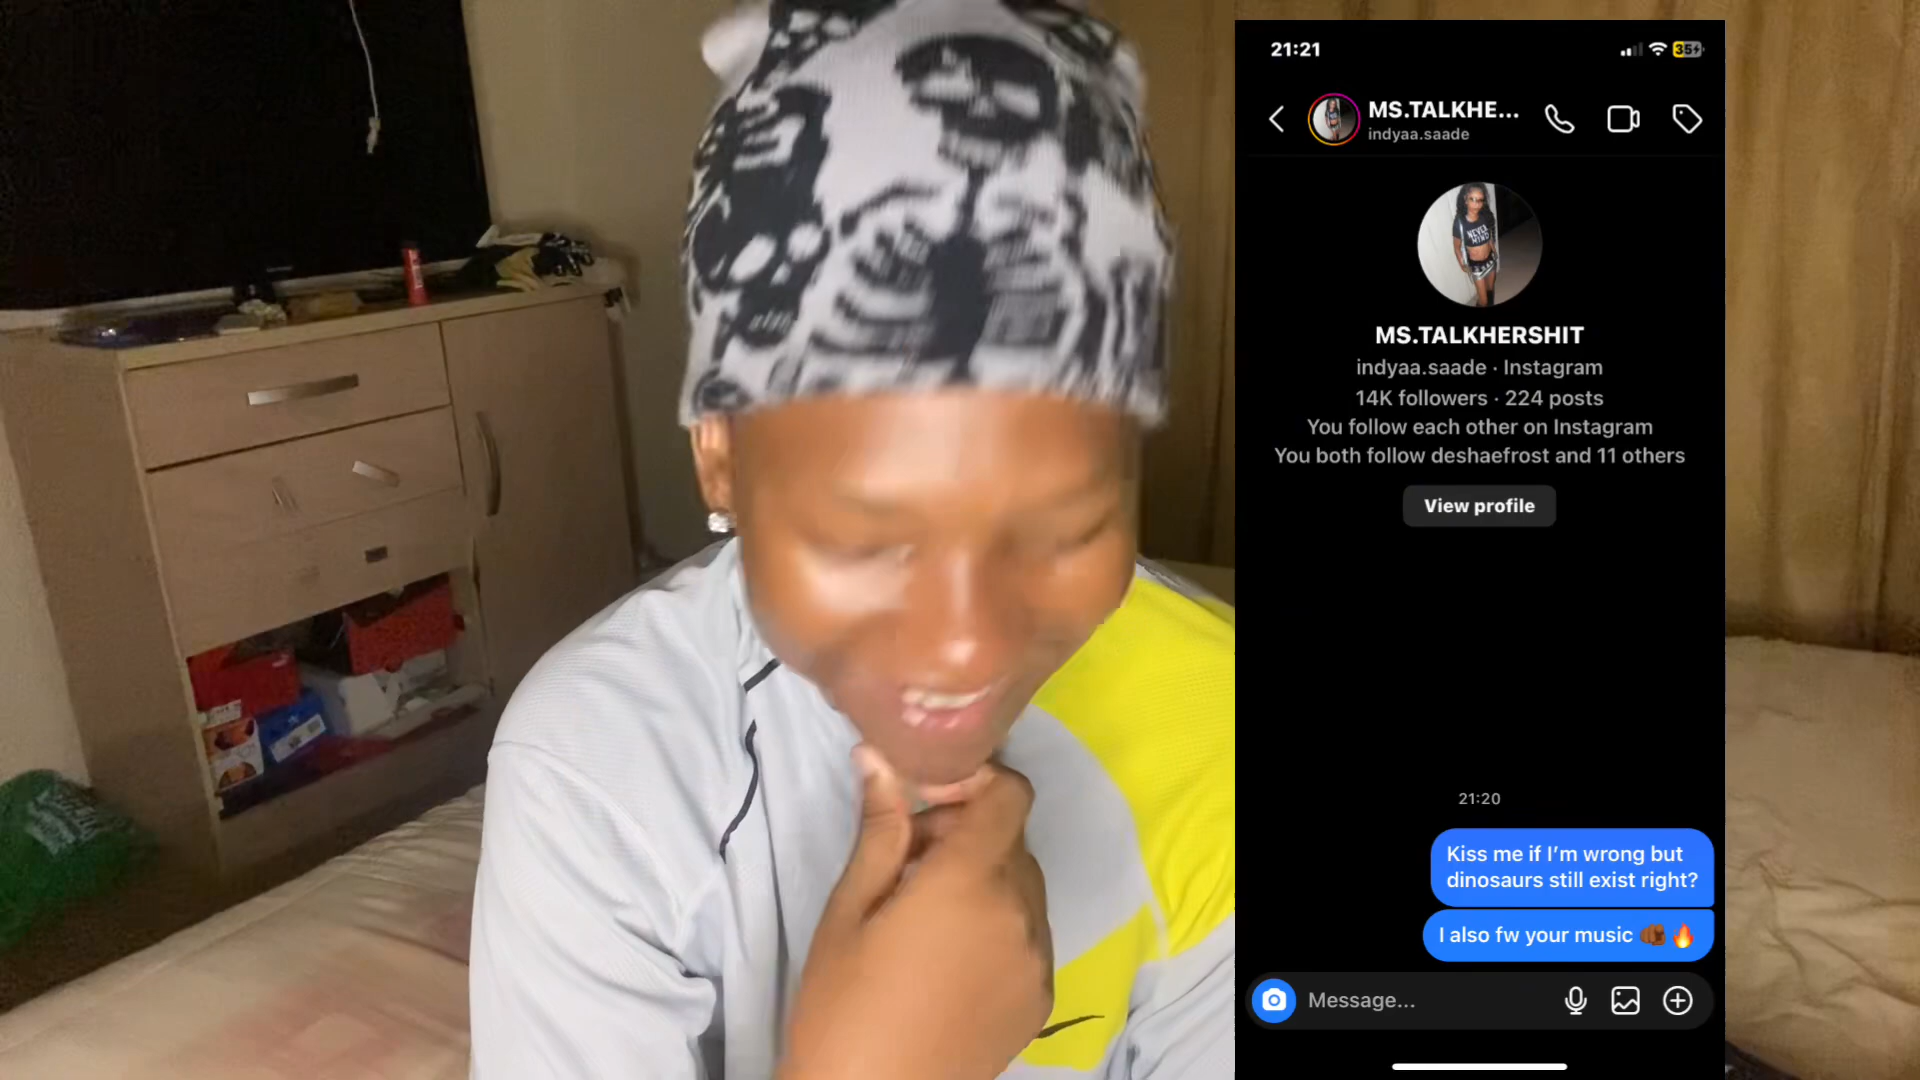 21:21
35
MS.TALKHE...
indyaa.saade
NEVER
MIND
MS.TALKHERSHIT
indyaa.saade · Instagram
14K followers · 224 posts
You follow each other on Instagram
You both follow deshaefrost and 11 others
View profile
21:20
Kiss me if I’m wrong but
dinosaurs still exist right?
I also fw your music 🫵🏾🔥
Message...